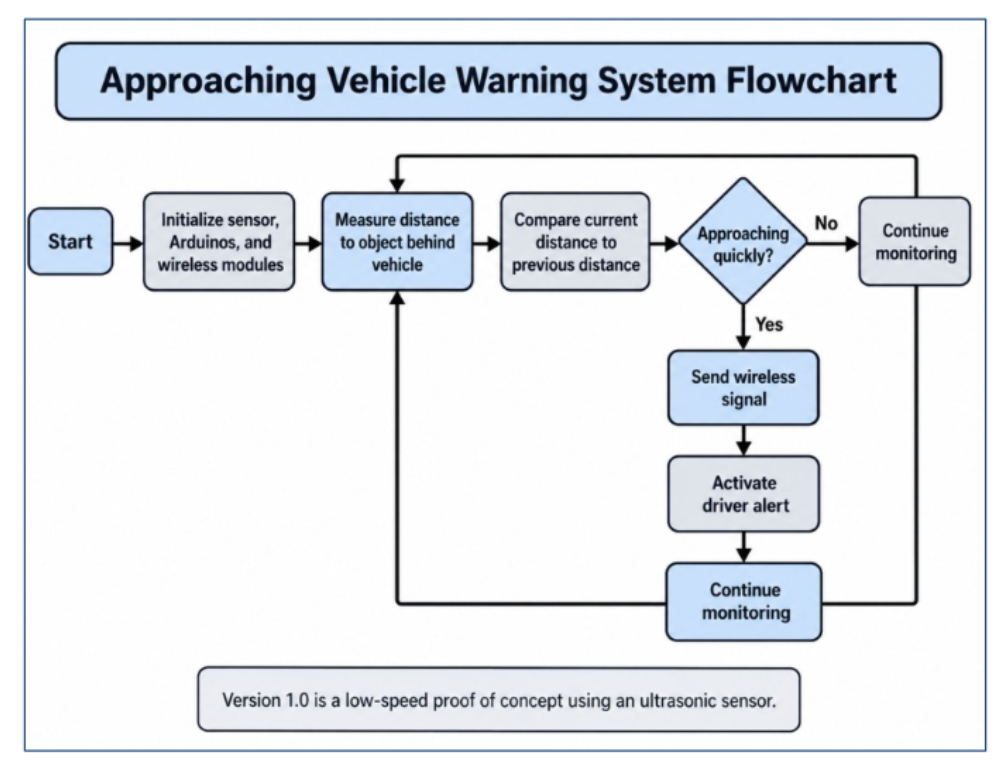 Approaching Vehicle Warning System Flowchart
Start
Initialize sensor,
Arduinos, and
wireless modules
Measure distance
to object behind
vehicle
Compare current
distance to
previous distance
Approaching
quickly?
No
Continue
monitoring
Yes
Send wireless
signal
Activate
driver alert
Continue
monitoring
Version 1.0 is a low-speed proof of concept using an ultrasonic sensor.